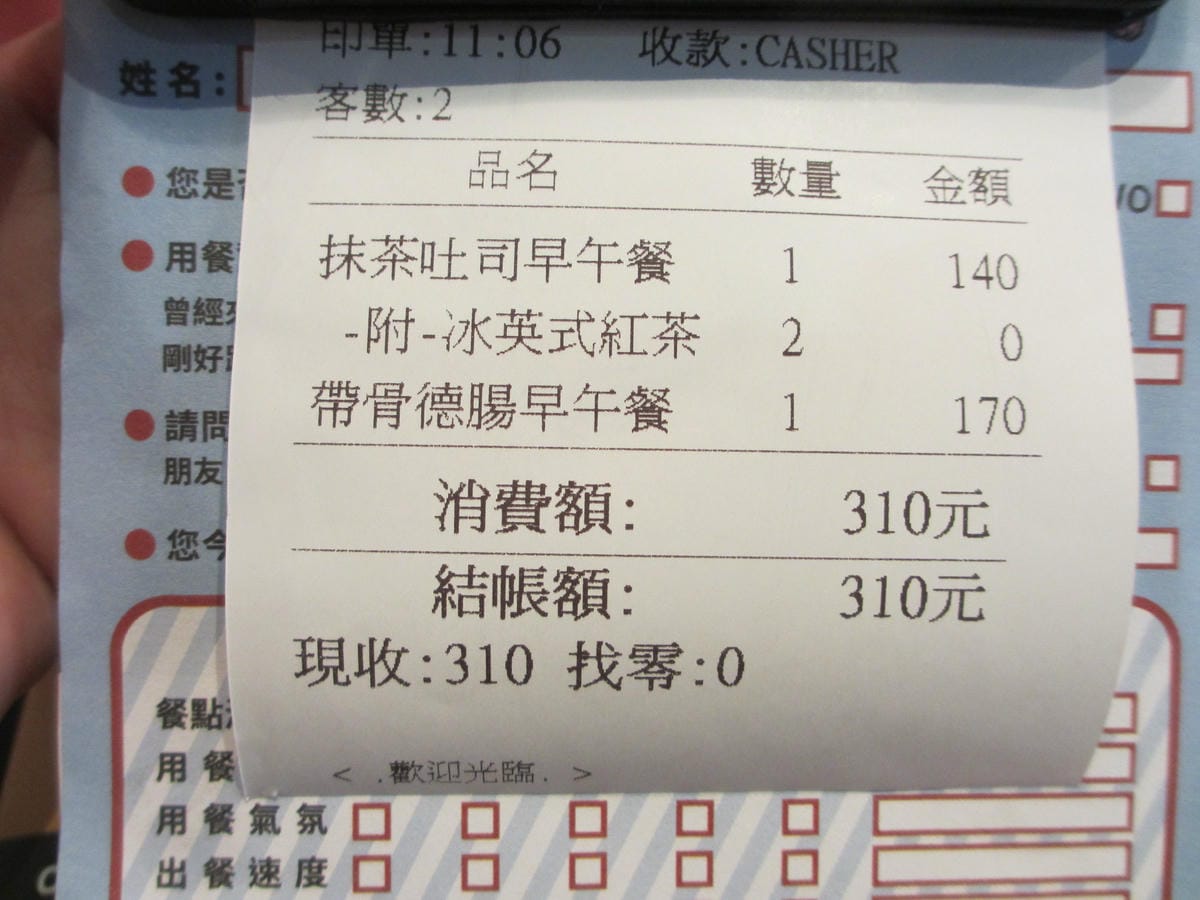 印單:11:06 收款:CASHER
姓名:
客數:2
品名 數量 金額
您是
/O
抹茶吐司早午餐 1 140
用餐
曾經
-附-冰英式紅茶 2 0
剛好
帶骨德腸早午餐 1 170
請問
朋友
消費額: 310元
您今
結帳額: 310元
現收:310 找零:0
餐點
用餐
< .歡迎光臨. >
用餐氣氛
出餐速度